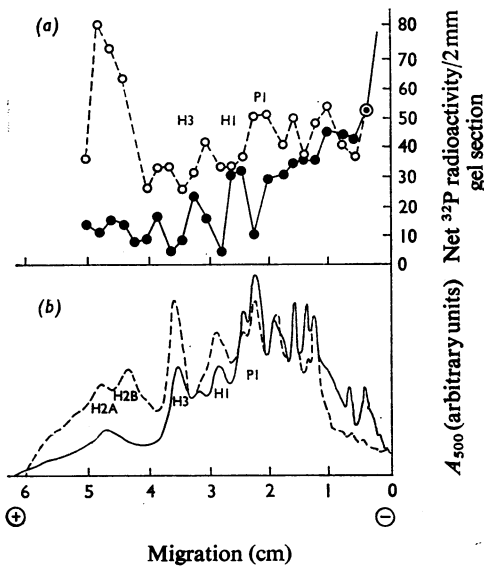 (a)
H3 H1 P1
80
70
60
50
40
30
20
10
0
Net ³²P radioactivity/2 mm
gel section
(b)
H2A H2B H3 H1 P1
A₅₀₀ (arbitrary units)
6 5 4 3 2 1 0
⊕ ⊖
Migration (cm)